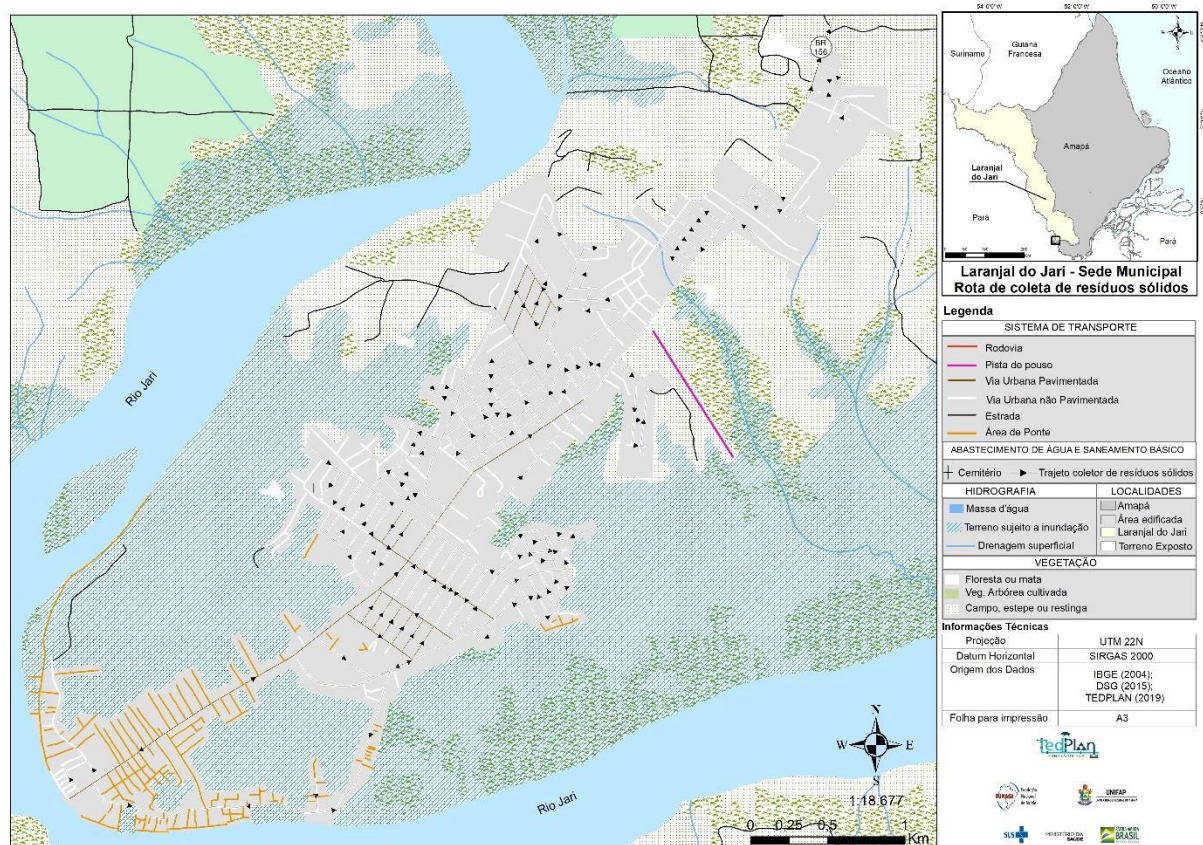 BR
156
Rio Jari
Rio Jari
N
W
E
S
1:18.677
0 0,25 0,5 1
Km
54°0'0"W 52°0'0"W 50°0'0"W
Suriname
Guiana
Francesa
Oceano
Atlântico
Amapá
Laranjal
do Jari
Pará
Pará
Laranjal do Jari - Sede Municipal
Rota de coleta de resíduos sólidos
Legenda
SISTEMA DE TRANSPORTE
Rodovia
Pista do pouso
Via Urbana Pavimentada
Via Urbana não Pavimentada
Estrada
Área de Ponte
ABASTECIMENTO DE ÁGUA E SANEAMENTO BÁSICO
Cemitério Trajeto coletor de resíduos sólidos
HIDROGRAFIA
Massa d'água
Terreno sujeito a inundação
Drenagem superficial
LOCALIDADES
Amapá
Área edificada
Laranjal do Jari
Terreno Exposto
VEGETAÇÃO
Floresta ou mata
Veg. Arbórea cultivada
Campo, estepe ou restinga
Informações Técnicas
Projeção UTM 22N
Datum Horizontal SIRGAS 2000
Origem dos Dados IBGE (2004);
DSG (2015);
TEDPLAN (2019)
Folha para impressão A3
TedPlan
FUNASA
Fundação
Nacional
de Saúde
UNIFAP
SUS
MINISTÉRIO DA
SAÚDE
PÁTRIA AMADA
BRASIL